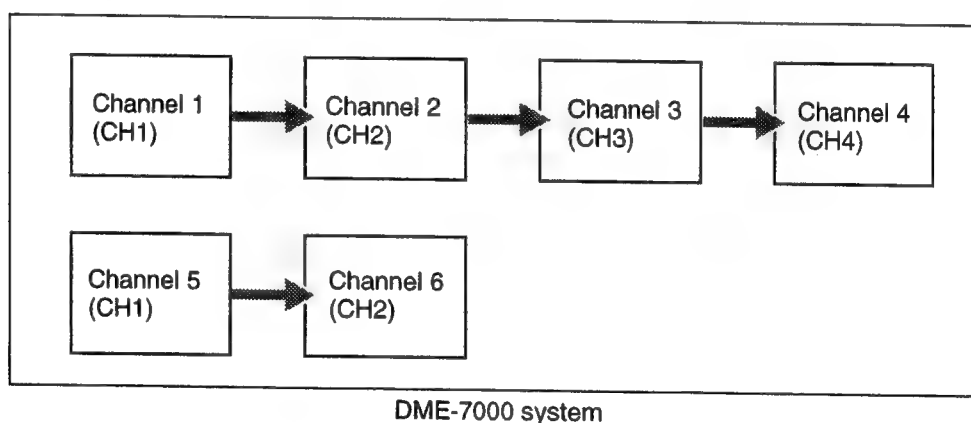 Channel 1
(CH1)
Channel 2
(CH2)
Channel 3
(CH3)
Channel 4
(CH4)
Channel 5
(CH1)
Channel 6
(CH2)
DME-7000 system